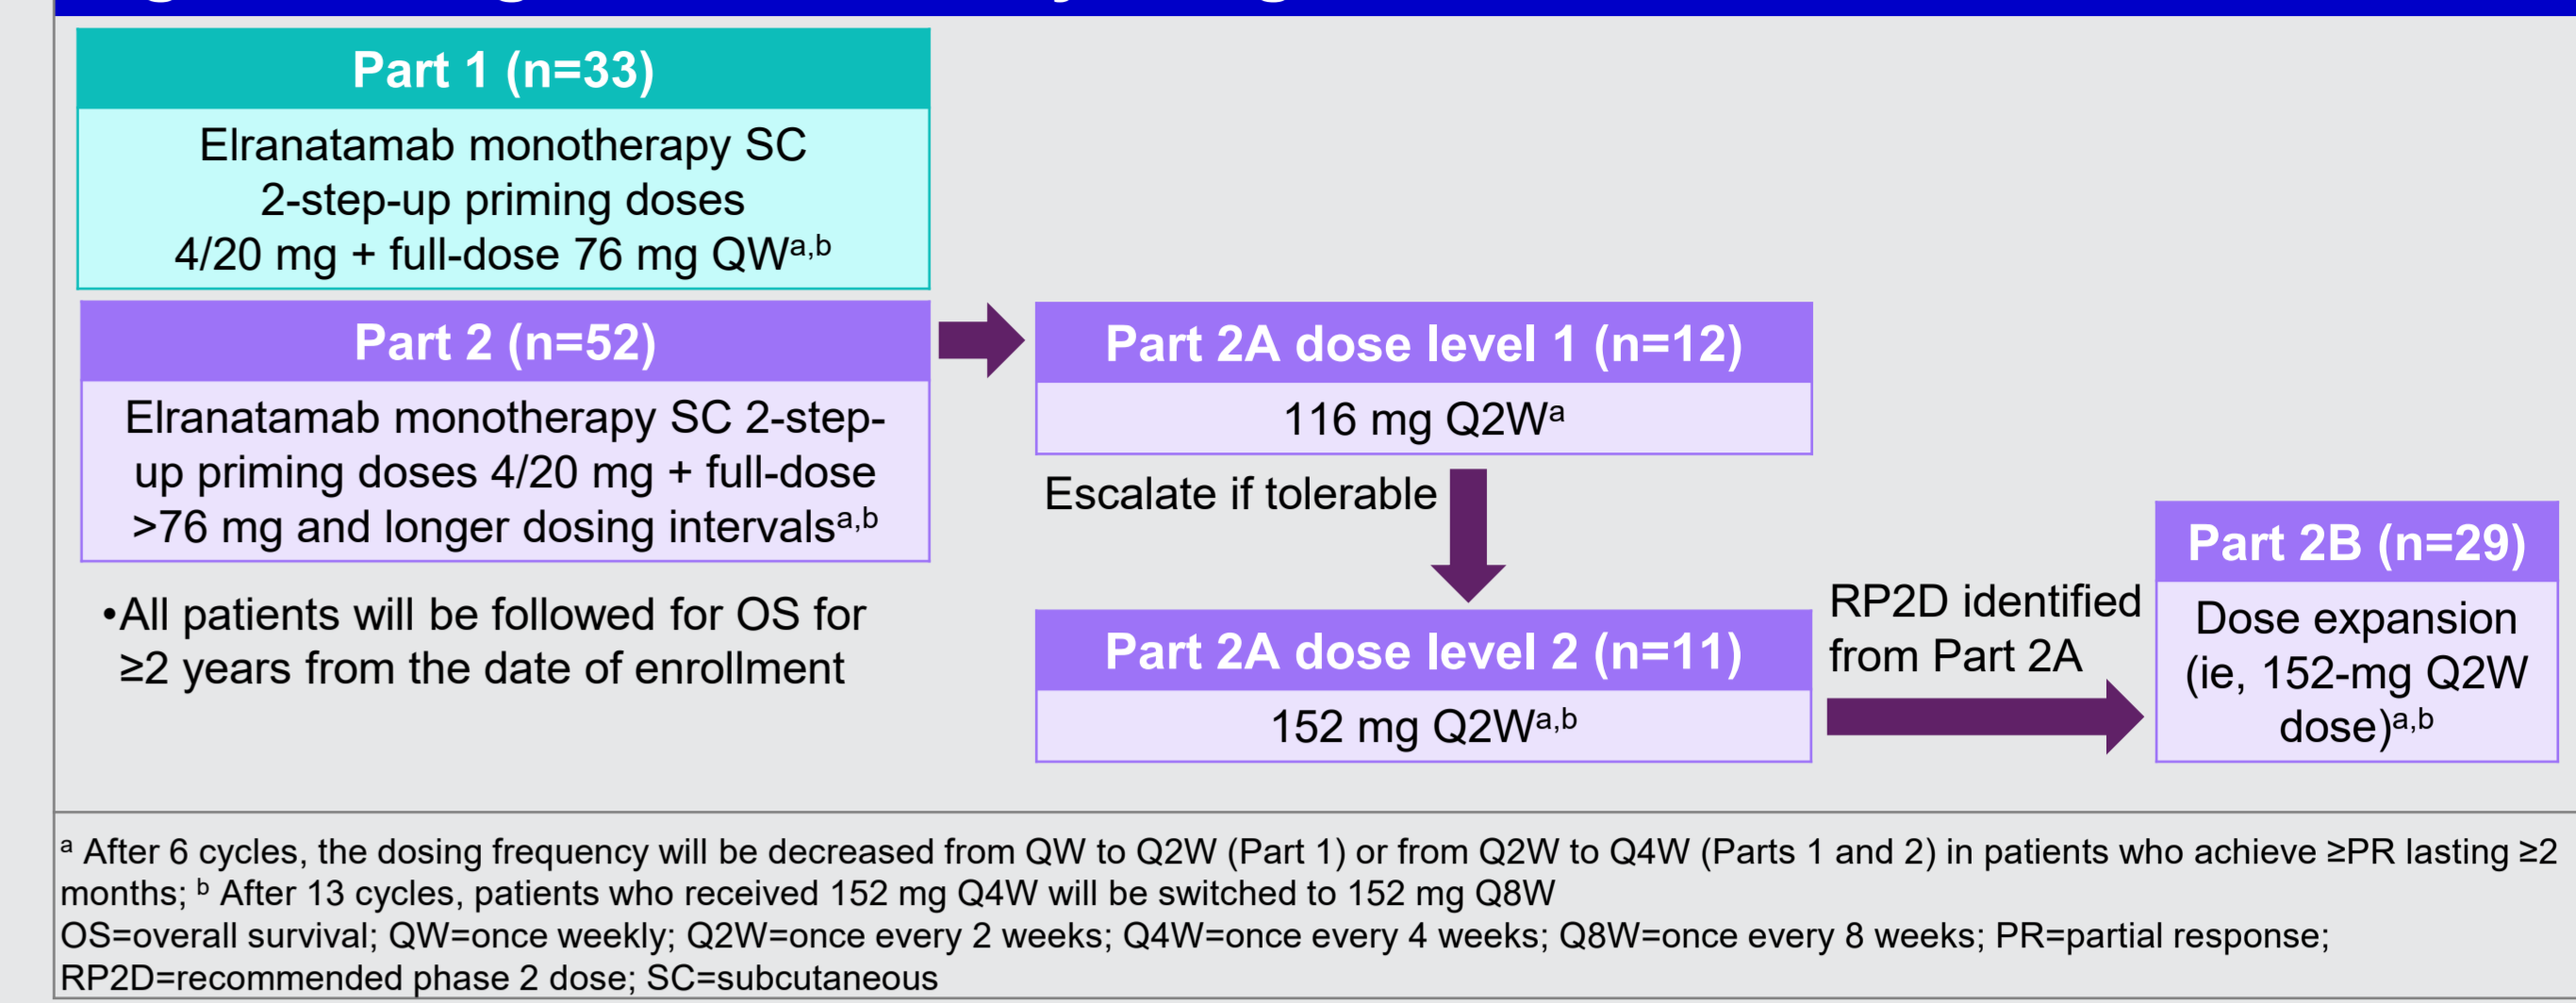 Part 1 (n=33)
Elranatamab monotherapy SC
2-step-up priming doses
4/20 mg + full-dose 76 mg QWa,b
Part 2 (n=52)
Elranatamab monotherapy SC 2-step-
up priming doses 4/20 mg + full-dose
>76 mg and longer dosing intervalsa,b
•All patients will be followed for OS for
≥2 years from the date of enrollment
Part 2A dose level 1 (n=12)
116 mg Q2Wa
Escalate if tolerable
Part 2A dose level 2 (n=11)
152 mg Q2Wa,b
RP2D identified
from Part 2A
Part 2B (n=29)
Dose expansion
(ie, 152-mg Q2W
dose)a,b
a After 6 cycles, the dosing frequency will be decreased from QW to Q2W (Part 1) or from Q2W to Q4W (Parts 1 and 2) in patients who achieve ≥PR lasting ≥2
months; b After 13 cycles, patients who received 152 mg Q4W will be switched to 152 mg Q8W
OS=overall survival; QW=once weekly; Q2W=once every 2 weeks; Q4W=once every 4 weeks; Q8W=once every 8 weeks; PR=partial response;
RP2D=recommended phase 2 dose; SC=subcutaneous